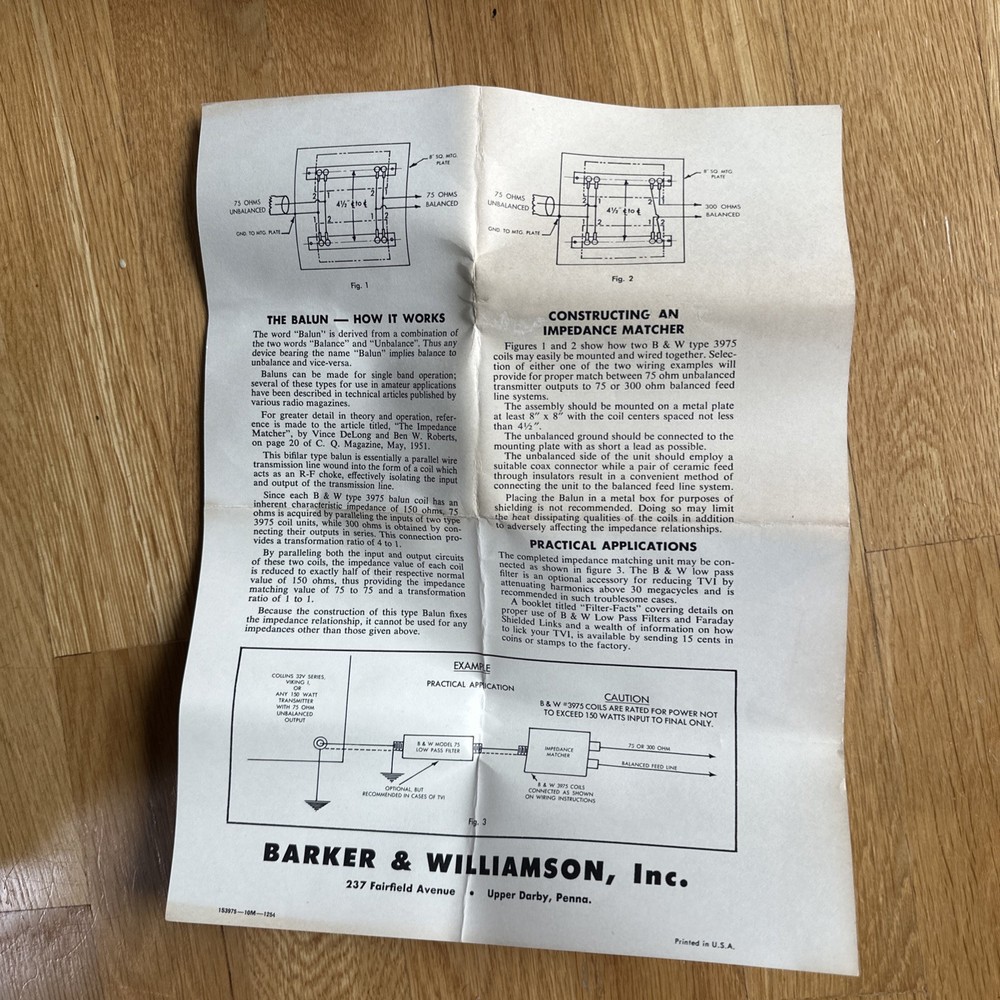 8" SQ. MTG.
PLATE
75 OHMS
UNBALANCED
75 OHMS
BALANCED
GND. TO MTG. PLATE
4½" ℄ to ℄
2
2
1
1
2
2
Fig. 1
8" SQ. MTG.
PLATE
75 OHMS
UNBALANCED
300 OHMS
BALANCED
GND. TO MTG. PLATE
4½" ℄ to ℄
2
1
2
1
2
Fig. 2
THE BALUN — HOW IT WORKS
The word "Balun" is derived from a combination of
the two words "Balance" and "Unbalance". Thus any
device bearing the name "Balun" implies balance to
unbalance and vice-versa.
Baluns can be made for single band operation;
several of these types for use in amateur applications
have been described in technical articles published by
various radio magazines.
For greater detail in theory and operation, refer-
ence is made to the article titled, "The Impedance
Matcher", by Vince DeLong and Ben W. Roberts,
on page 20 of C. Q. Magazine, May, 1951.
This bifilar type balun is essentially a parallel wire
transmission line wound into the form of a coil which
acts as an R-F choke, effectively isolating the input
and output of the transmission line.
Since each B & W type 3975 balun coil has an
inherent characteristic impedance of 150 ohms, 75
ohms is acquired by paralleling the inputs of two type
3975 coil units, while 300 ohms is obtained by con-
necting their outputs in series. This connection pro-
vides a transformation ratio of 4 to 1.
By paralleling both the input and output circuits
of these two coils, the impedance value of each coil
is reduced to exactly half of their respective normal
value of 150 ohms, thus providing the impedance
matching value of 75 to 75 and a transformation
ratio of 1 to 1.
Because the construction of this type Balun fixes
the impedance relationship, it cannot be used for any
impedances other than those given above.
CONSTRUCTING AN
IMPEDANCE MATCHER
Figures 1 and 2 show how two B & W type 3975
coils may easily be mounted and wired together. Selec-
tion of either one of the two wiring examples will
provide for proper match between 75 ohm unbalanced
transmitter outputs to 75 or 300 ohm balanced feed
line systems.
The assembly should be mounted on a metal plate
at least 8" x 8" with the coil centers spaced not less
than 4½".
The unbalanced ground should be connected to the
mounting plate with as short a lead as possible.
The unbalanced side of the unit should employ a
suitable coax connector while a pair of ceramic feed
through insulators result in a convenient method of
connecting the unit to the balanced feed line system.
Placing the Balun in a metal box for purposes of
shielding is not recommended. Doing so may limit
the heat dissipating qualities of the coils in addition
to adversely affecting the impedance relationships.
PRACTICAL APPLICATIONS
The completed impedance matching unit may be con-
nected as shown in figure 3. The B & W low pass
filter is an optional accessory for reducing TVI by
attenuating harmonics above 30 megacycles and is
recommended in such troublesome cases.
A booklet titled "Filter-Facts" covering details on
proper use of B & W Low Pass Filters and Faraday
Shielded Links and a wealth of information on how
to lick your TVI, is available by sending 15 cents in
coins or stamps to the factory.
EXAMPLE
PRACTICAL APPLICATION
COLLINS 32V SERIES,
VIKING I,
OR
ANY 150 WATT
TRANSMITTER
WITH 75 OHM
UNBALANCED
OUTPUT
CAUTION
B & W #3975 COILS ARE RATED FOR POWER NOT
TO EXCEED 150 WATTS INPUT TO FINAL ONLY.
B & W MODEL 75
LOW PASS FILTER
IMPEDANCE
MATCHER
75 OR 300 OHM
BALANCED FEED LINE
OPTIONAL, BUT
RECOMMENDED IN CASES OF TVI
B & W 3975 COILS
CONNECTED AS SHOWN
ON WIRING INSTRUCTIONS
Fig. 3
BARKER & WILLIAMSON, Inc.
237 Fairfield Avenue • Upper Darby, Penna.
1S3975—10M—1254
Printed in U.S.A.